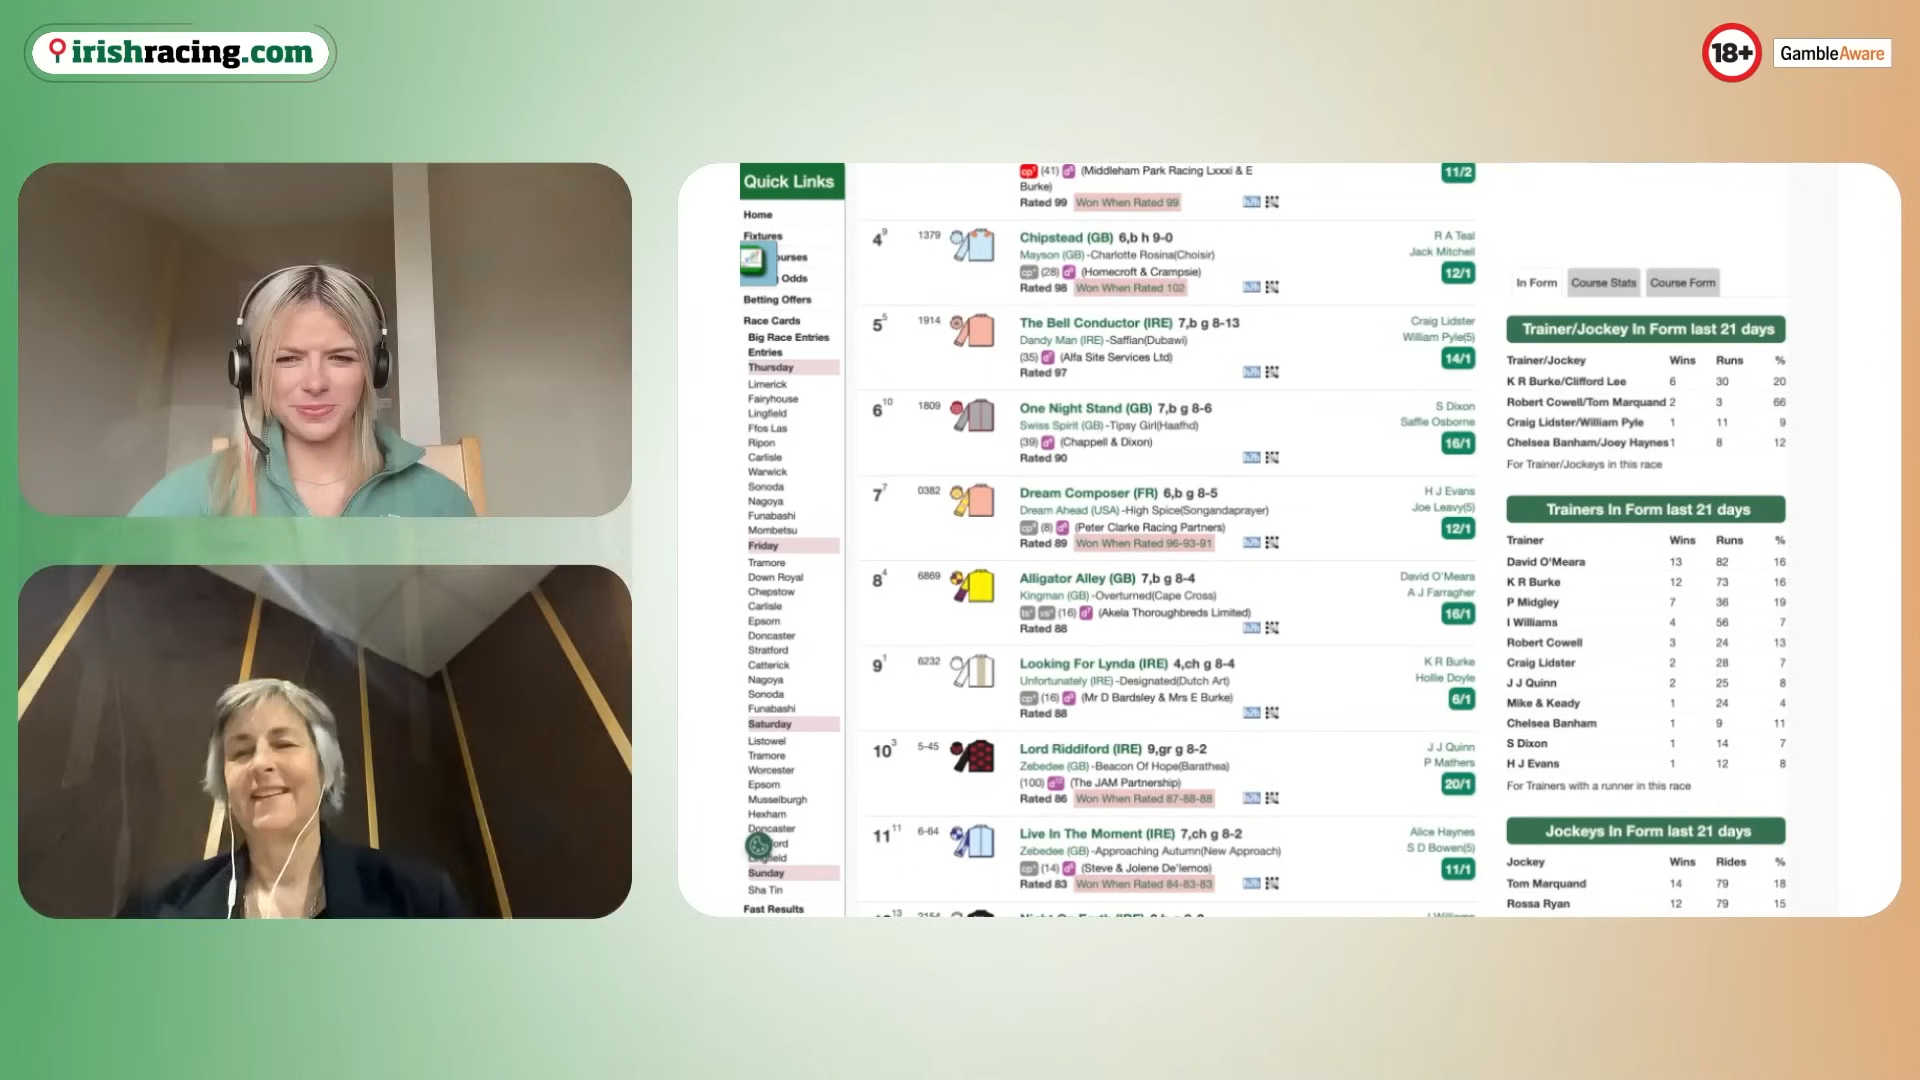 irishracing.com
18+
GambleAware
Quick Links
Home
Fixtures
Odds
Betting Offers
Race Cards
Big Race Entries
Entries
Thursday
Limerick
Fairyhouse
Lingfield
Ffos Las
Ripon
Carlisle
Warwick
Sonoda
Nagoya
Funabashi
Mombetsu
Friday
Tramore
Down Royal
Chepstow
Carlisle
Epsom
Doncaster
Stratford
Catterick
Nagoya
Sonoda
Funabashi
Saturday
Listowel
Tramore
Worcester
Epsom
Musselburgh
Hexham
Doncaster
Sunday
Sha Tin
Fast Results
(41) (Middleham Park Racing Lxxxi & E
Burke)
Rated 99 Won When Rated 99
11/2
4 9 1379 Chipstead (GB) 6,b h 9-0
Mayson (GB) -Charlotte Rosina(Choisir)
(28) (Homecroft & Crampsie)
Rated 98 Won When Rated 102
R A Teal
Jack Mitchell
12/1
5 5 1914 The Bell Conductor (IRE) 7,b g 8-13
Dandy Man (IRE) -Saffian(Dubawi)
(35) (Alfa Site Services Ltd)
Rated 97
Craig Lidster
William Pyle(5)
14/1
6 10 1809 One Night Stand (GB) 7,b g 8-6
Swiss Spirit (GB) -Tipsy Girl(Haafhd)
(39) (Chappell & Dixon)
Rated 90
S Dixon
Saffie Osborne
16/1
7 7 0382 Dream Composer (FR) 6,b g 8-5
Dream Ahead (USA) -High Spice(Songandaprayer)
(8) (Peter Clarke Racing Partners)
Rated 89 Won When Rated 96-93-91
H J Evans
Joe Leavy(5)
12/1
8 4 6869 Alligator Alley (GB) 7,b g 8-4
Kingman (GB) -Overturned(Cape Cross)
(16) (Akela Thoroughbreds Limited)
Rated 88
David O'Meara
A J Farragher
16/1
9 1 6232 Looking For Lynda (IRE) 4,ch g 8-4
Unfortunately (IRE) -Designated(Dutch Art)
(16) (Mr D Bardsley & Mrs E Burke)
Rated 88
K R Burke
Hollie Doyle
6/1
10 3 5-45 Lord Riddiford (IRE) 9,gr g 8-2
Zebedee (GB) -Beacon Of Hope(Barathea)
(100) (The JAM Partnership)
Rated 86 Won When Rated 87-88-88
J J Quinn
P Mathers
20/1
11 11 6-64 Live In The Moment (IRE) 7,ch g 8-2
Zebedee (GB) -Approaching Autumn(New Approach)
(14) (Steve & Jolene De'lemos)
Rated 83 Won When Rated 84-83-83
Alice Haynes
S D Bowen(5)
11/1
In Form Course Stats Course Form
Trainer/Jockey In Form last 21 days
Trainer/Jockey Wins Runs %
K R Burke/Clifford Lee 6 30 20
Robert Cowell/Tom Marquand 2 3 66
Craig Lidster/William Pyle 1 11 9
Chelsea Banham/Joey Haynes 1 8 12
For Trainer/Jockeys in this race
Trainers In Form last 21 days
Trainer Wins Runs %
David O'Meara 13 82 16
K R Burke 12 73 16
P Midgley 7 36 19
I Williams 4 56 7
Robert Cowell 3 24 13
Craig Lidster 2 28 7
J J Quinn 2 25 8
Mike & Keady 1 24 4
Chelsea Banham 1 9 11
S Dixon 1 14 7
H J Evans 1 12 8
For Trainers with a runner in this race
Jockeys In Form last 21 days
Jockey Wins Rides %
Tom Marquand 14 79 18
Rossa Ryan 12 79 15